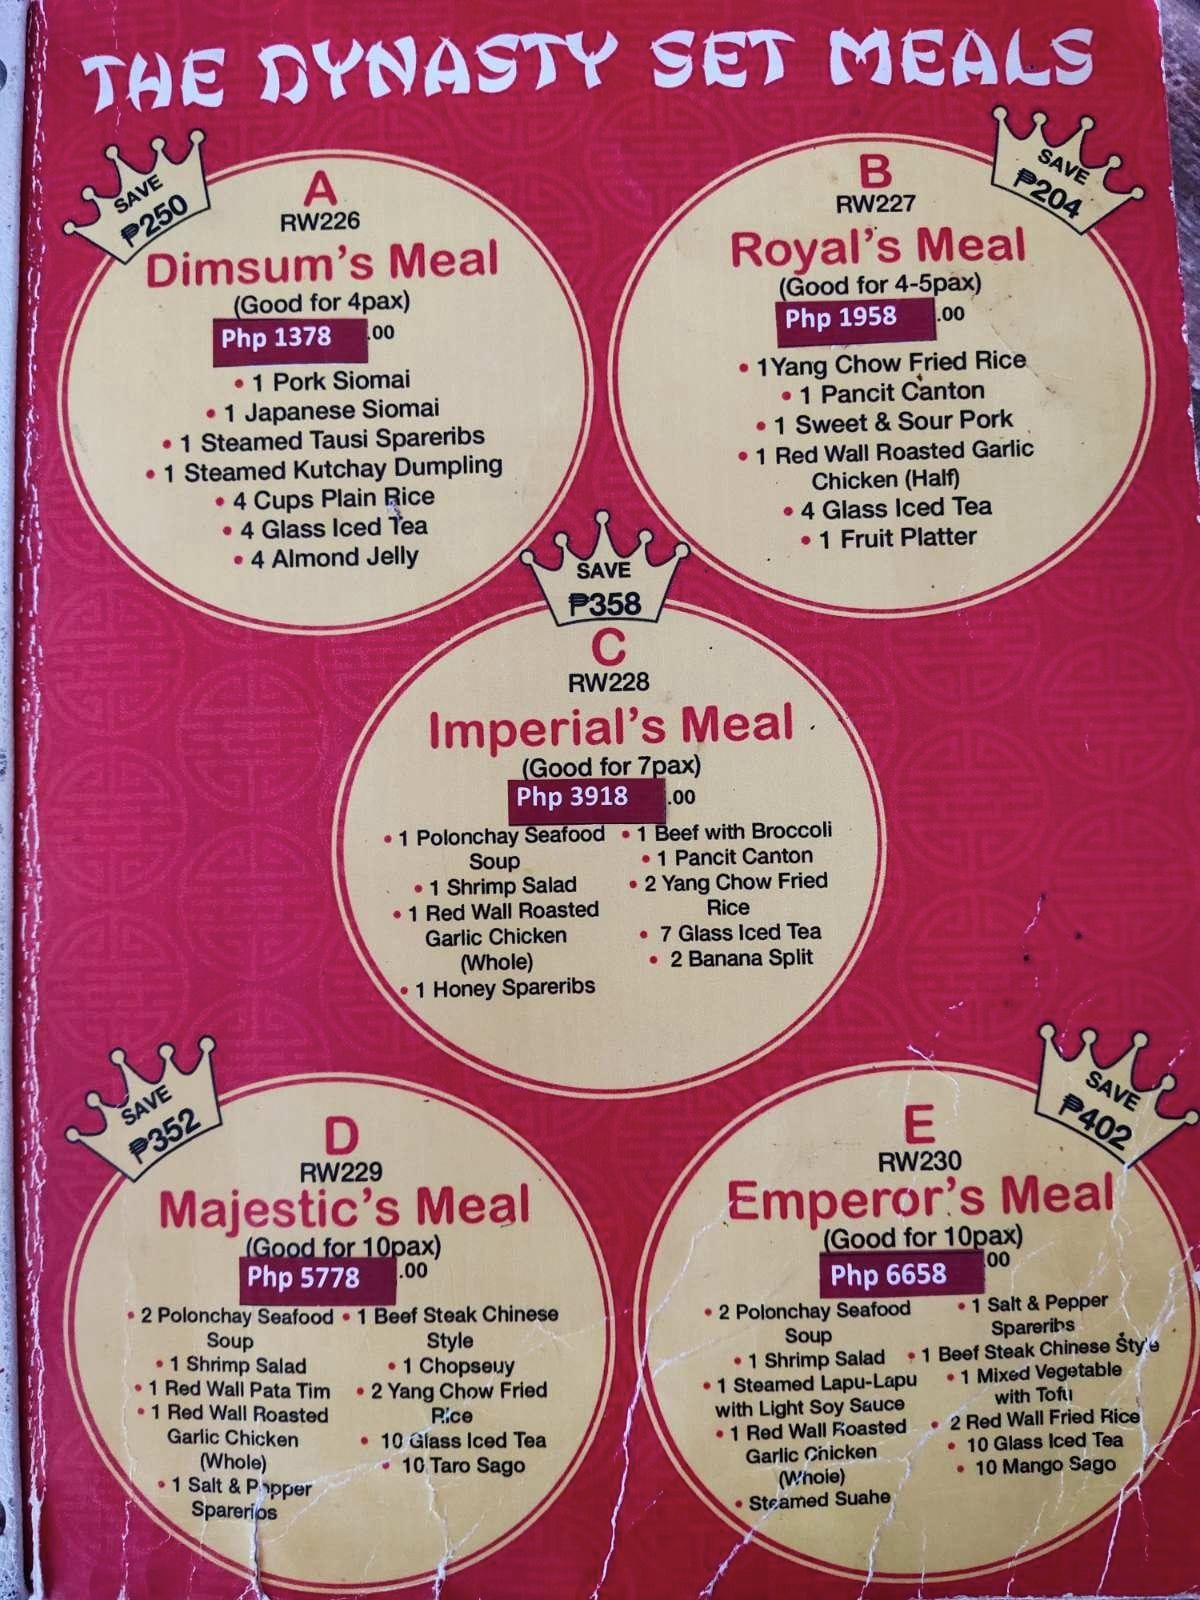 THE DYNASTY SET MEALS
SAVE
₱250
A
RW226
Dimsum's Meal
(Good for 4pax)
Php 1378 .00
• 1 Pork Siomai
• 1 Japanese Siomai
• 1 Steamed Tausi Spareribs
• 1 Steamed Kutchay Dumpling
• 4 Cups Plain Rice
• 4 Glass Iced Tea
• 4 Almond Jelly
SAVE
₱204
B
RW227
Royal's Meal
(Good for 4-5pax)
Php 1958 .00
• 1Yang Chow Fried Rice
• 1 Pancit Canton
• 1 Sweet & Sour Pork
• 1 Red Wall Roasted Garlic
Chicken (Half)
• 4 Glass Iced Tea
• 1 Fruit Platter
SAVE
₱358
C
RW228
Imperial's Meal
(Good for 7pax)
Php 3918 .00
• 1 Polonchay Seafood
Soup
• 1 Shrimp Salad
• 1 Red Wall Roasted
Garlic Chicken
(Whole)
• 1 Honey Spareribs
• 1 Beef with Broccoli
• 1 Pancit Canton
• 2 Yang Chow Fried
Rice
• 7 Glass Iced Tea
• 2 Banana Split
SAVE
₱352
D
RW229
Majestic's Meal
(Good for 10pax)
Php 5778 .00
• 2 Polonchay Seafood
Soup
• 1 Shrimp Salad
• 1 Red Wall Pata Tim
• 1 Red Wall Roasted
Garlic Chicken
(Whole)
• 1 Salt & Pepper
Spareribs
• 1 Beef Steak Chinese
Style
• 1 Chopseuy
• 2 Yang Chow Fried
Rice
• 10 Glass Iced Tea
• 10 Taro Sago
SAVE
₱402
E
RW230
Emperor's Meal
(Good for 10pax)
Php 6658 00
• 2 Polonchay Seafood
Soup
• 1 Shrimp Salad
• 1 Steamed Lapu-Lapu
with Light Soy Sauce
• 1 Red Wall Roasted
Garlic Chicken
(Whole)
• Steamed Suahe
• 1 Salt & Pepper
Spareribs
• 1 Beef Steak Chinese Style
• 1 Mixed Vegetable
with Tofu
• 2 Red Wall Fried Rice
• 10 Glass Iced Tea
• 10 Mango Sago